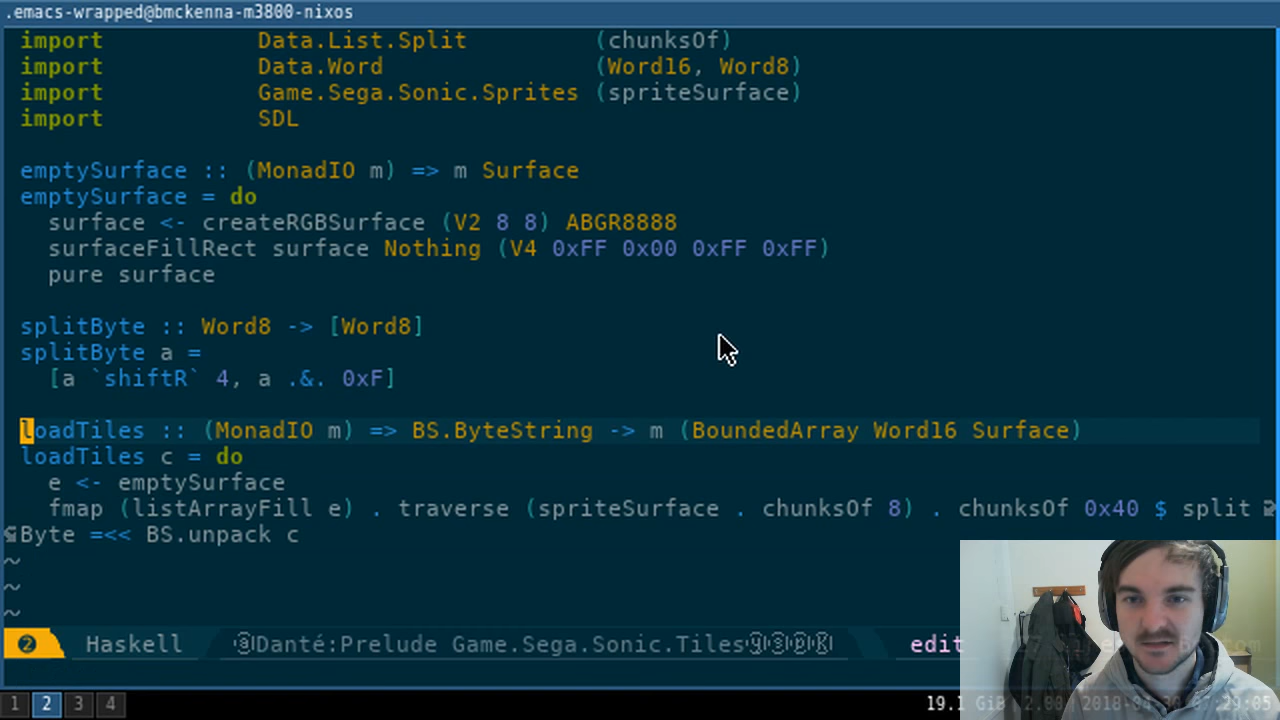 .emacs-wrapped@bmckenna-m3800-nixos
import Data.List.Split (chunksOf)
import Data.Word (Word16, Word8)
import Game.Sega.Sonic.Sprites (spriteSurface)
import SDL
emptySurface :: (MonadIO m) => m Surface
emptySurface = do
surface <- createRGBSurface (V2 8 8) ABGR8888
surfaceFillRect surface Nothing (V4 0xFF 0x00 0xFF 0xFF)
pure surface
splitByte :: Word8 -> [Word8]
splitByte a =
[a `shiftR` 4, a .&. 0xF]
loadTiles :: (MonadIO m) => BS.ByteString -> m (BoundedArray Word16 Surface)
loadTiles c = do
e <- emptySurface
fmap (listArrayFill e) . traverse (spriteSurface . chunksOf 8) . chunksOf 0x40 $ split
Byte =<< BS.unpack c
~
~
~
2 Haskell Danté:Prelude Game.Sega.Sonic.Tiles edit
1 2 3 4 19.1 GiB